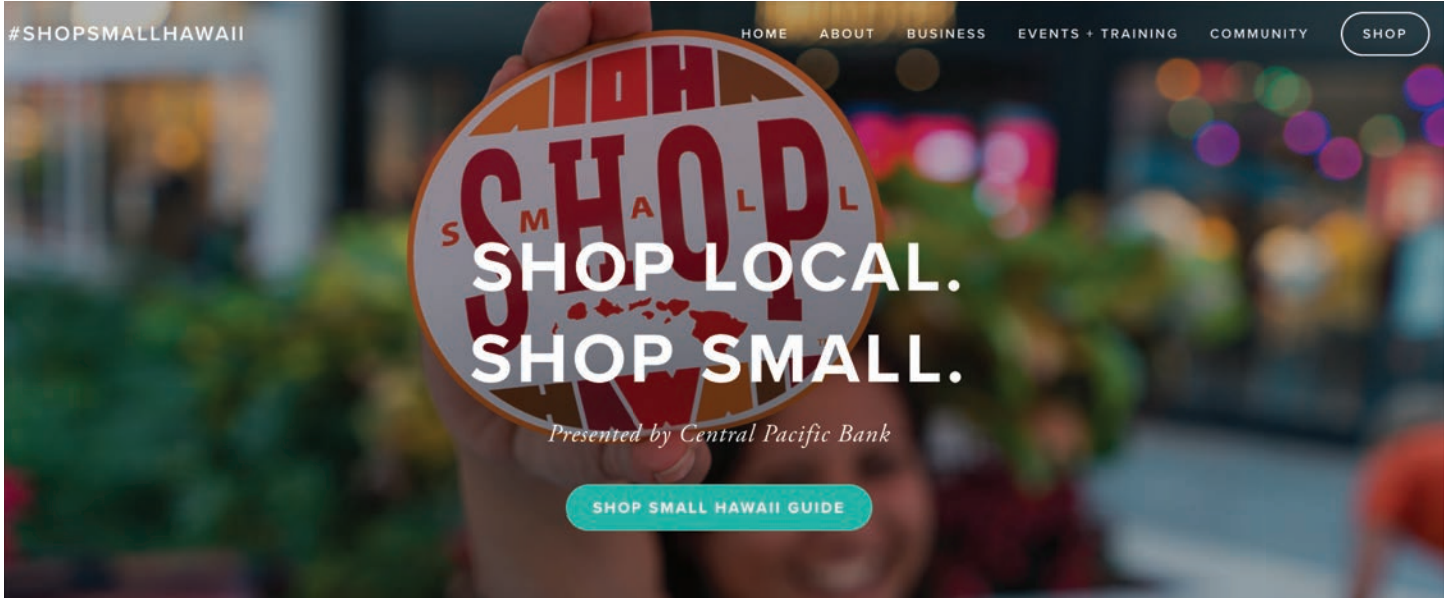 #SHOPSMALLHAWAII
HOME ABOUT BUSINESS EVENTS + TRAINING COMMUNITY SHOP
SHOP
SMALL
SHOP LOCAL.
SHOP SMALL.
Presented by Central Pacific Bank
SHOP SMALL HAWAII GUIDE